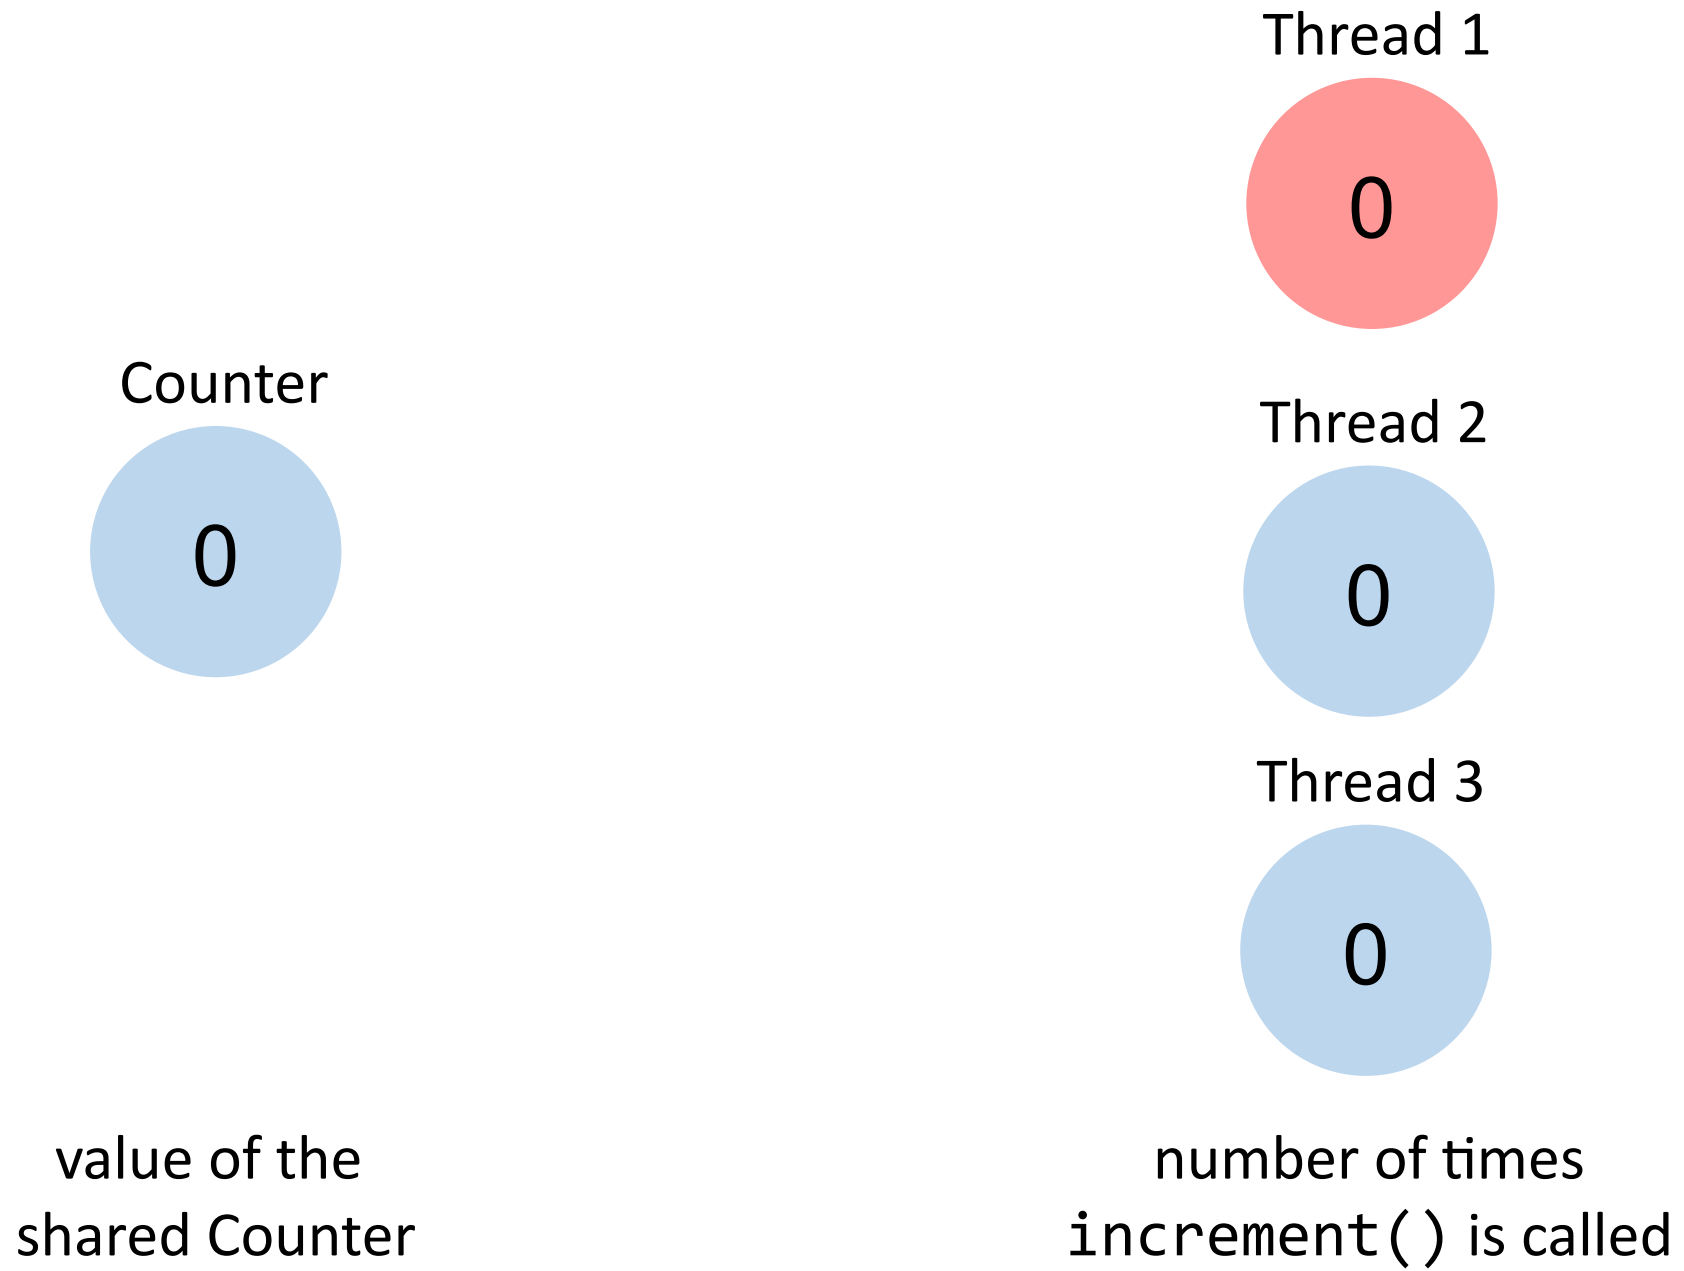 Thread 1
0
Counter
0
Thread 2
0
Thread 3
0
value of the
shared Counter
number of times
increment() is called